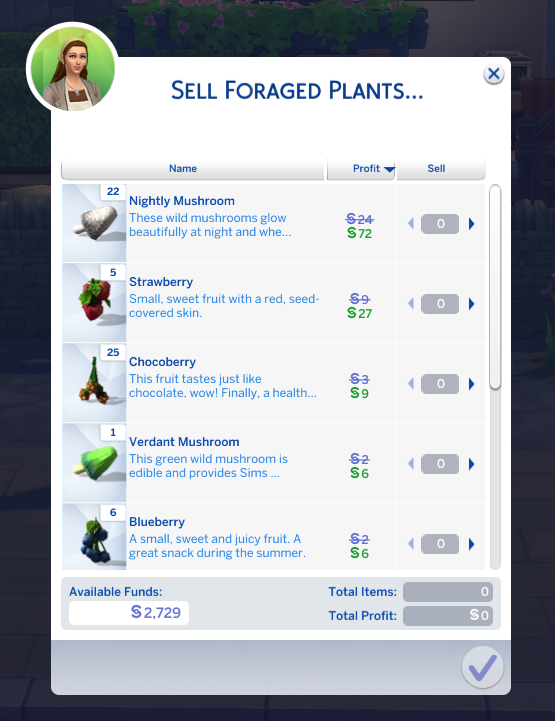 SELL FORAGED PLANTS...
Name Profit Sell
22
Nightly Mushroom
These wild mushrooms glow
beautifully at night and whe...
§24
§72
0
5
Strawberry
Small, sweet fruit with a red, seed-
covered skin.
§9
§27
0
25
Chocoberry
This fruit tastes just like
chocolate, wow! Finally, a health...
§3
§9
0
1
Verdant Mushroom
This green wild mushroom is
edible and provides Sims ...
§2
§6
0
6
Blueberry
A small, sweet and juicy fruit. A
great snack during the summer.
§2
§6
0
Available Funds:
§2,729
Total Items: 0
Total Profit: §0